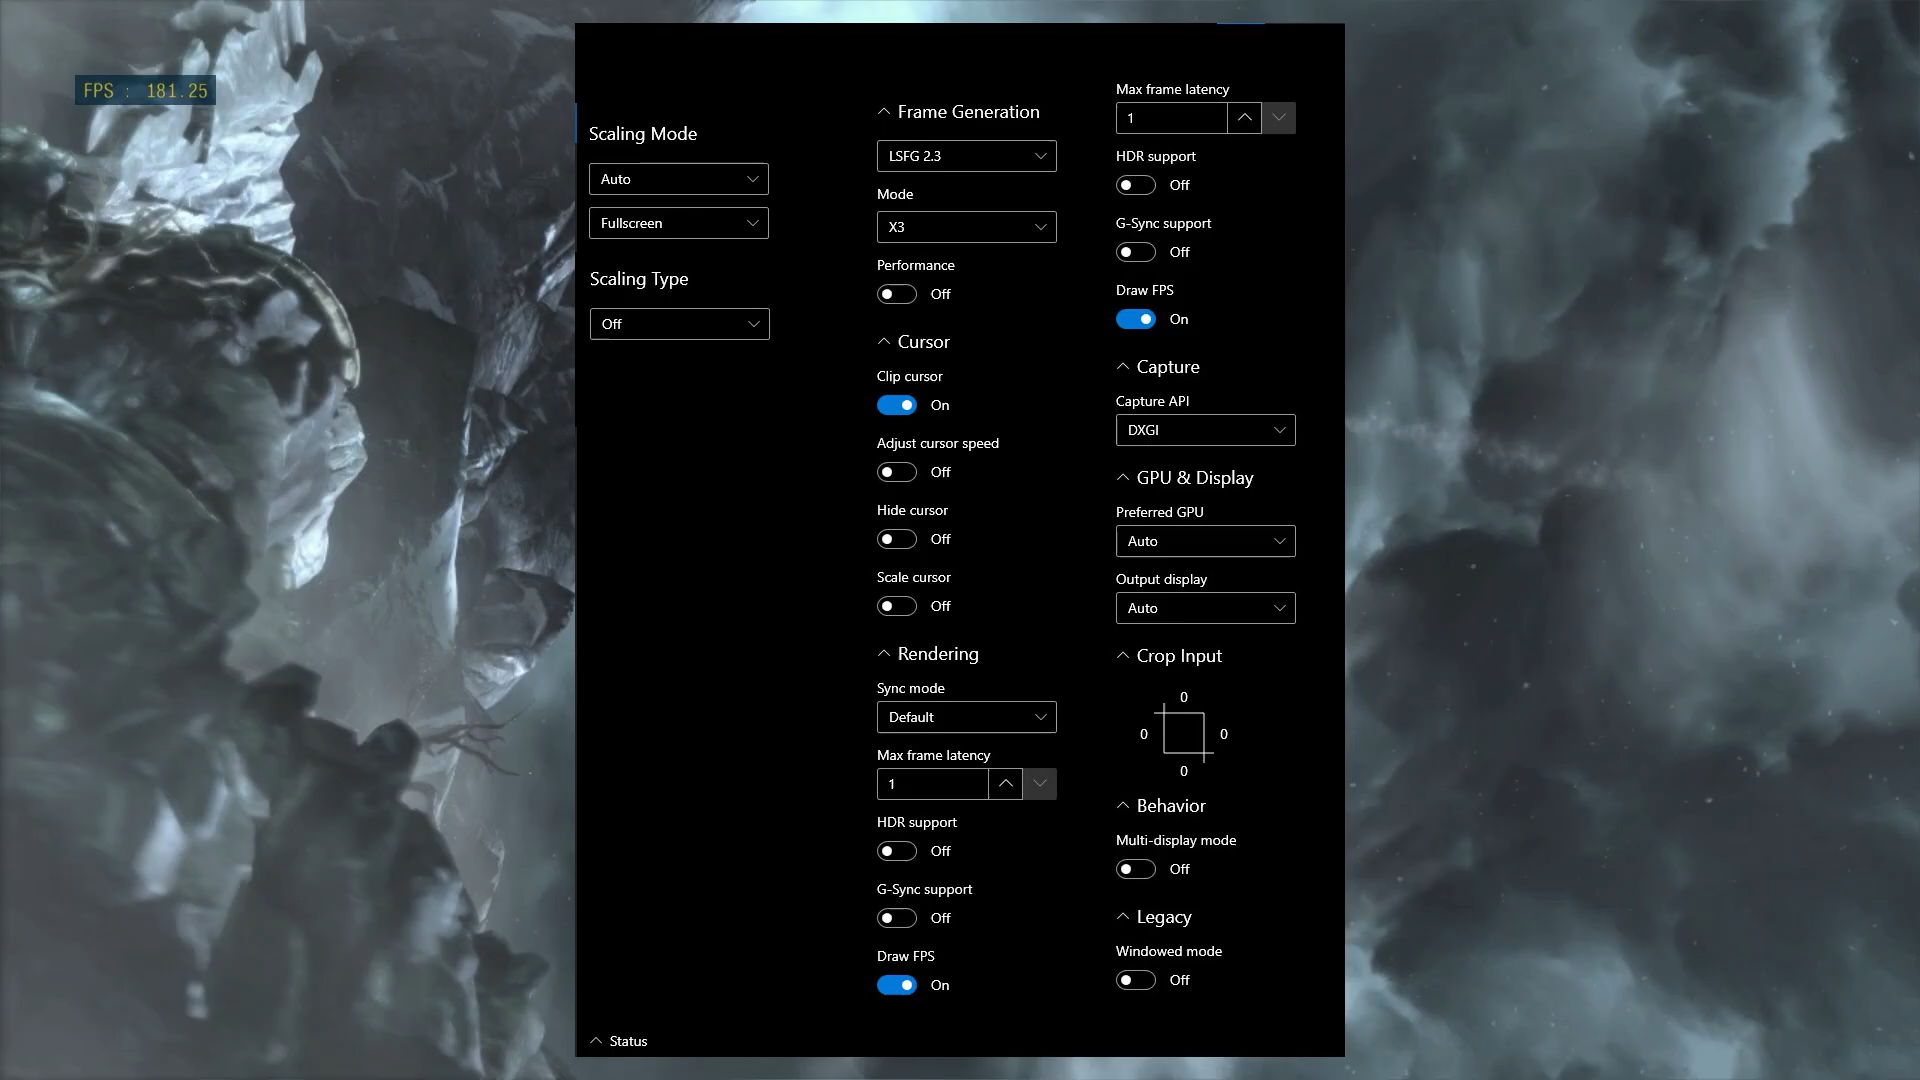 FPS : 181.25
Scaling Mode
Auto
Fullscreen
Scaling Type
Off
Status
Frame Generation
LSFG 2.3
Mode
X3
Performance
Off
Cursor
Clip cursor
On
Adjust cursor speed
Off
Hide cursor
Off
Scale cursor
Off
Rendering
Sync mode
Default
Max frame latency
1
HDR support
Off
G-Sync support
Off
Draw FPS
On
Max frame latency
1
HDR support
Off
G-Sync support
Off
Draw FPS
On
Capture
Capture API
DXGI
GPU & Display
Preferred GPU
Auto
Output display
Auto
Crop Input
0
0 0
0
Behavior
Multi-display mode
Off
Legacy
Windowed mode
Off